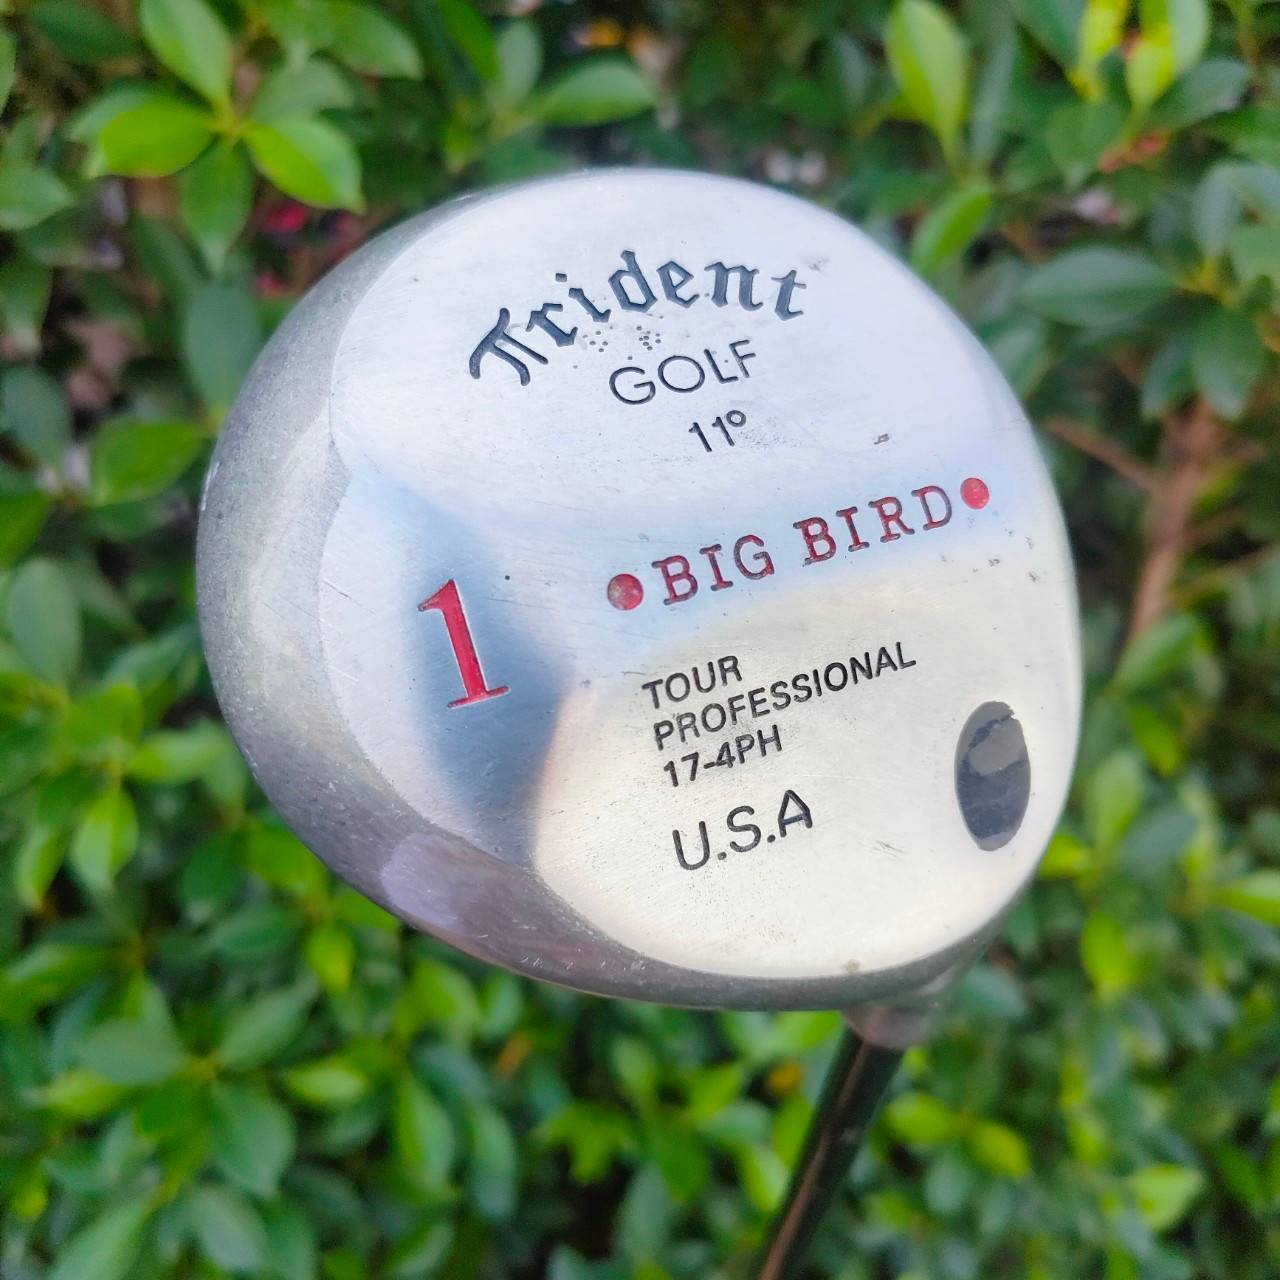 Trident
GOLF
11°
• BIG BIRD •
1
TOUR
PROFESSIONAL
17-4PH
U.S.A